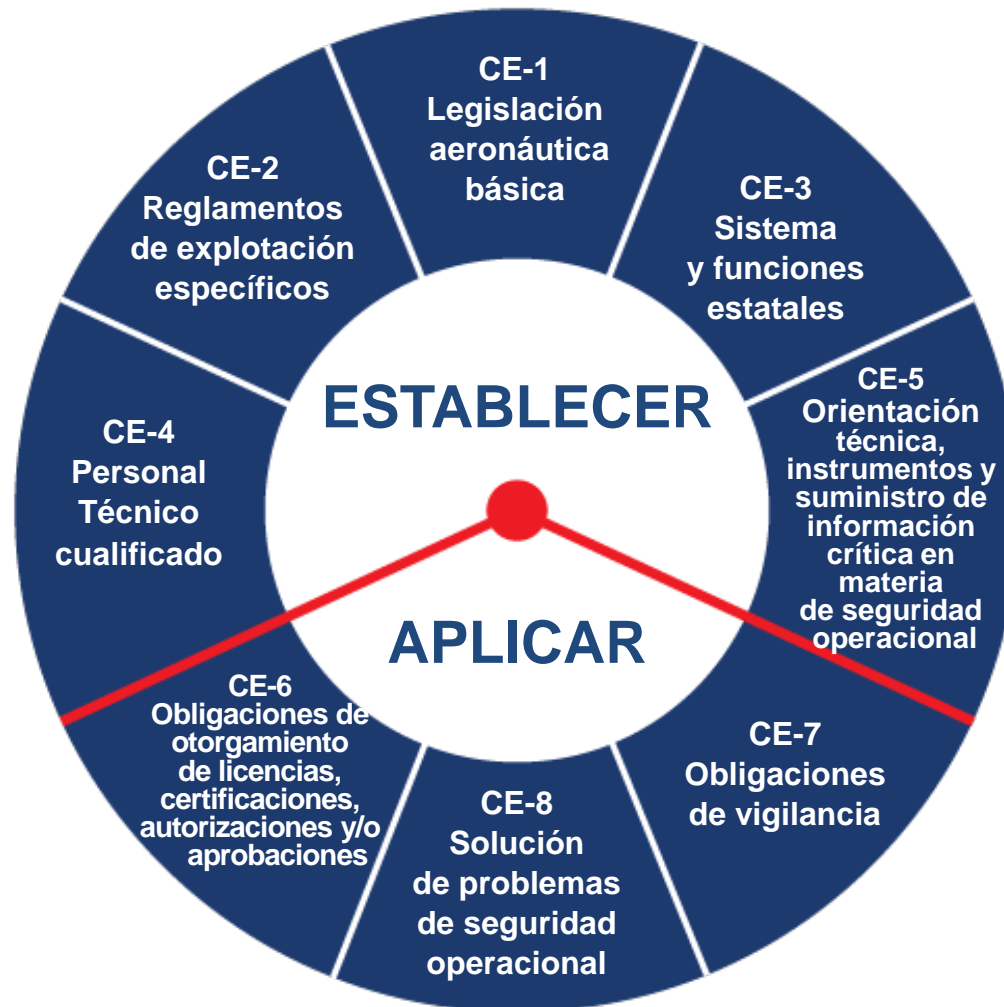 CE-1
Legislación
aeronáutica
básica
CE-2
Reglamentos
de explotación
específicos
CE-3
Sistema
y funciones
estatales
CE-4
Personal
Técnico
cualificado
ESTABLECER
CE-5
Orientación
técnica,
instrumentos y
suministro de
información
crítica en
materia
de seguridad
operacional
APLICAR
CE-6
Obligaciones de
otorgamiento
de licencias,
certificaciones,
autorizaciones y/o
aprobaciones
CE-8
Solución
de problemas
de seguridad
operacional
CE-7
Obligaciones
de vigilancia